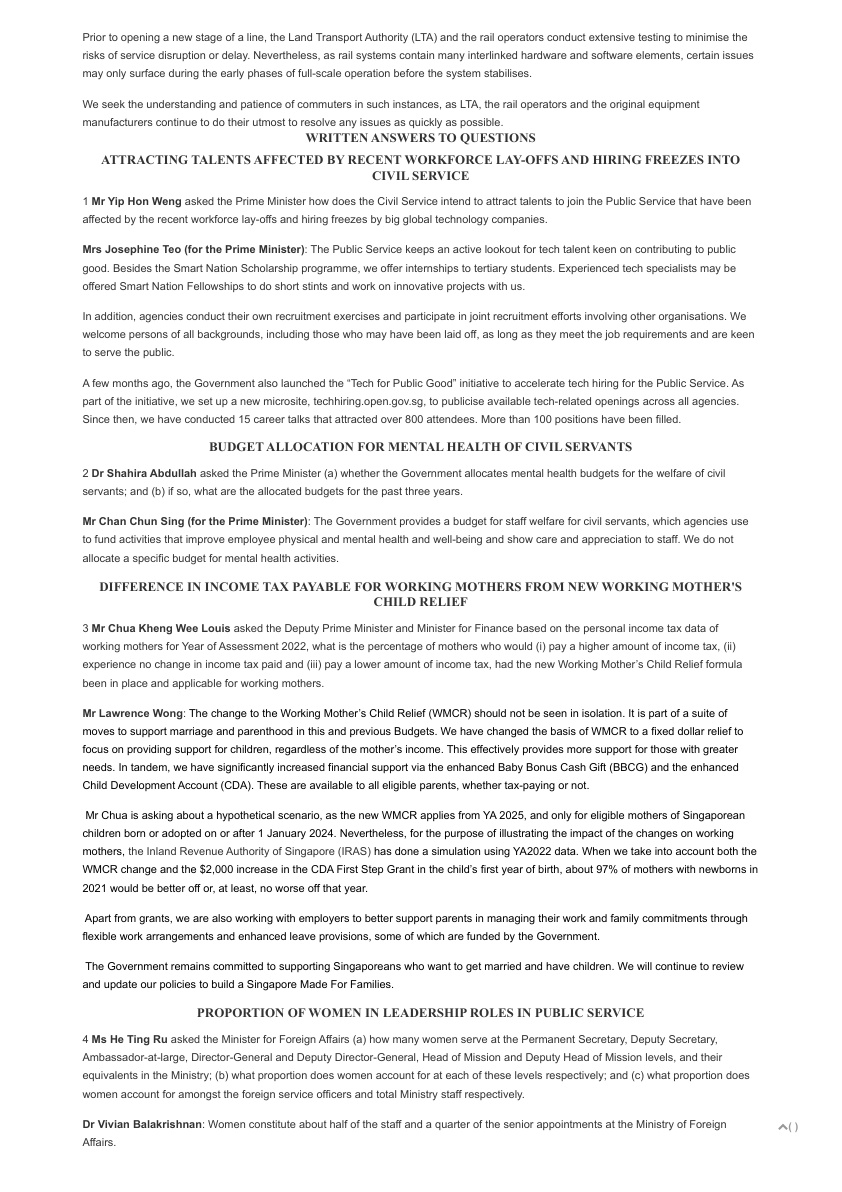 Prior to opening a new stage of a line, the Land Transport Authority (LTA) and the rail operators conduct extensive testing to minimise the
risks of service disruption or delay. Nevertheless, as rail systems contain many interlinked hardware and software elements, certain issues
may only surface during the early phases of full-scale operation before the system stabilises.
We seek the understanding and patience of commuters in such instances, as LTA, the rail operators and the original equipment
manufacturers continue to do their utmost to resolve any issues as quickly as possible.
WRITTEN ANSWERS TO QUESTIONS
ATTRACTING TALENTS AFFECTED BY RECENT WORKFORCE LAY-OFFS AND HIRING FREEZES INTO
CIVIL SERVICE
1 Mr Yip Hon Weng asked the Prime Minister how does the Civil Service intend to attract talents to join the Public Service that have been
affected by the recent workforce lay-offs and hiring freezes by big global technology companies.
Mrs Josephine Teo (for the Prime Minister): The Public Service keeps an active lookout for tech talent keen on contributing to public
good. Besides the Smart Nation Scholarship programme, we offer internships to tertiary students. Experienced tech specialists may be
offered Smart Nation Fellowships to do short stints and work on innovative projects with us.
In addition, agencies conduct their own recruitment exercises and participate in joint recruitment efforts involving other organisations. We
welcome persons of all backgrounds, including those who may have been laid off, as long as they meet the job requirements and are keen
to serve the public.
A few months ago, the Government also launched the “Tech for Public Good” initiative to accelerate tech hiring for the Public Service. As
part of the initiative, we set up a new microsite, techhiring.open.gov.sg, to publicise available tech-related openings across all agencies.
Since then, we have conducted 15 career talks that attracted over 800 attendees. More than 100 positions have been filled.
BUDGET ALLOCATION FOR MENTAL HEALTH OF CIVIL SERVANTS
2 Dr Shahira Abdullah asked the Prime Minister (a) whether the Government allocates mental health budgets for the welfare of civil
servants; and (b) if so, what are the allocated budgets for the past three years.
Mr Chan Chun Sing (for the Prime Minister): The Government provides a budget for staff welfare for civil servants, which agencies use
to fund activities that improve employee physical and mental health and well-being and show care and appreciation to staff. We do not
allocate a specific budget for mental health activities.
DIFFERENCE IN INCOME TAX PAYABLE FOR WORKING MOTHERS FROM NEW WORKING MOTHER'S
CHILD RELIEF
3 Mr Chua Kheng Wee Louis asked the Deputy Prime Minister and Minister for Finance based on the personal income tax data of
working mothers for Year of Assessment 2022, what is the percentage of mothers who would (i) pay a higher amount of income tax, (ii)
experience no change in income tax paid and (iii) pay a lower amount of income tax, had the new Working Mother’s Child Relief formula
been in place and applicable for working mothers.
Mr Lawrence Wong: The change to the Working Mother’s Child Relief (WMCR) should not be seen in isolation. It is part of a suite of
moves to support marriage and parenthood in this and previous Budgets. We have changed the basis of WMCR to a fixed dollar relief to
focus on providing support for children, regardless of the mother’s income. This effectively provides more support for those with greater
needs. In tandem, we have significantly increased financial support via the enhanced Baby Bonus Cash Gift (BBCG) and the enhanced
Child Development Account (CDA). These are available to all eligible parents, whether tax-paying or not.
Mr Chua is asking about a hypothetical scenario, as the new WMCR applies from YA 2025, and only for eligible mothers of Singaporean
children born or adopted on or after 1 January 2024. Nevertheless, for the purpose of illustrating the impact of the changes on working
mothers, the Inland Revenue Authority of Singapore (IRAS) has done a simulation using YA2022 data. When we take into account both the
WMCR change and the $2,000 increase in the CDA First Step Grant in the child’s first year of birth, about 97% of mothers with newborns in
2021 would be better off or, at least, no worse off that year.
Apart from grants, we are also working with employers to better support parents in managing their work and family commitments through
flexible work arrangements and enhanced leave provisions, some of which are funded by the Government.
The Government remains committed to supporting Singaporeans who want to get married and have children. We will continue to review
and update our policies to build a Singapore Made For Families.
PROPORTION OF WOMEN IN LEADERSHIP ROLES IN PUBLIC SERVICE
4 Ms He Ting Ru asked the Minister for Foreign Affairs (a) how many women serve at the Permanent Secretary, Deputy Secretary,
Ambassador-at-large, Director-General and Deputy Director-General, Head of Mission and Deputy Head of Mission levels, and their
equivalents in the Ministry; (b) what proportion does women account for at each of these levels respectively; and (c) what proportion does
women account for amongst the foreign service officers and total Ministry staff respectively.
Dr Vivian Balakrishnan: Women constitute about half of the staff and a quarter of the senior appointments at the Ministry of Foreign
Affairs.
( )